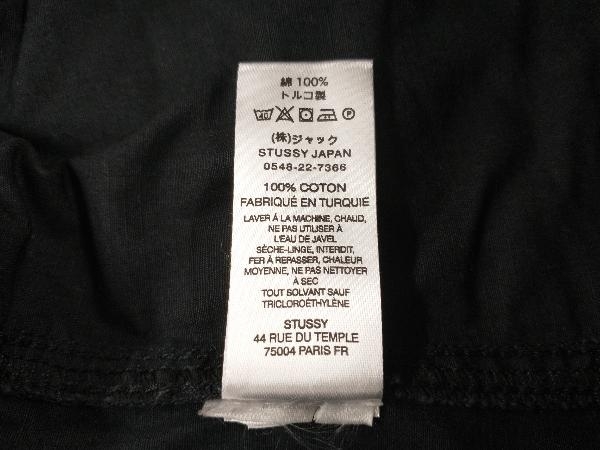 綿 100%
トルコ製
(株)ジャック
STUSSY JAPAN
0548-22-7366
100% COTON
FABRIQUÉ EN TURQUIE
LAVER Á LA MACHINE, CHAUD,
NE PAS UTILISER Á
L'EAU DE JAVEL
SÈCHE-LINGE, INTERDIT,
FER Á REPASSER, CHALEUR
MOYENNE, NE PAS NETTOYER
Á SEC
TOUT SOLVANT SAUF
TRICLOROÉTHYLÈNE
STUSSY
44 RUE DU TEMPLE
75004 PARIS FR